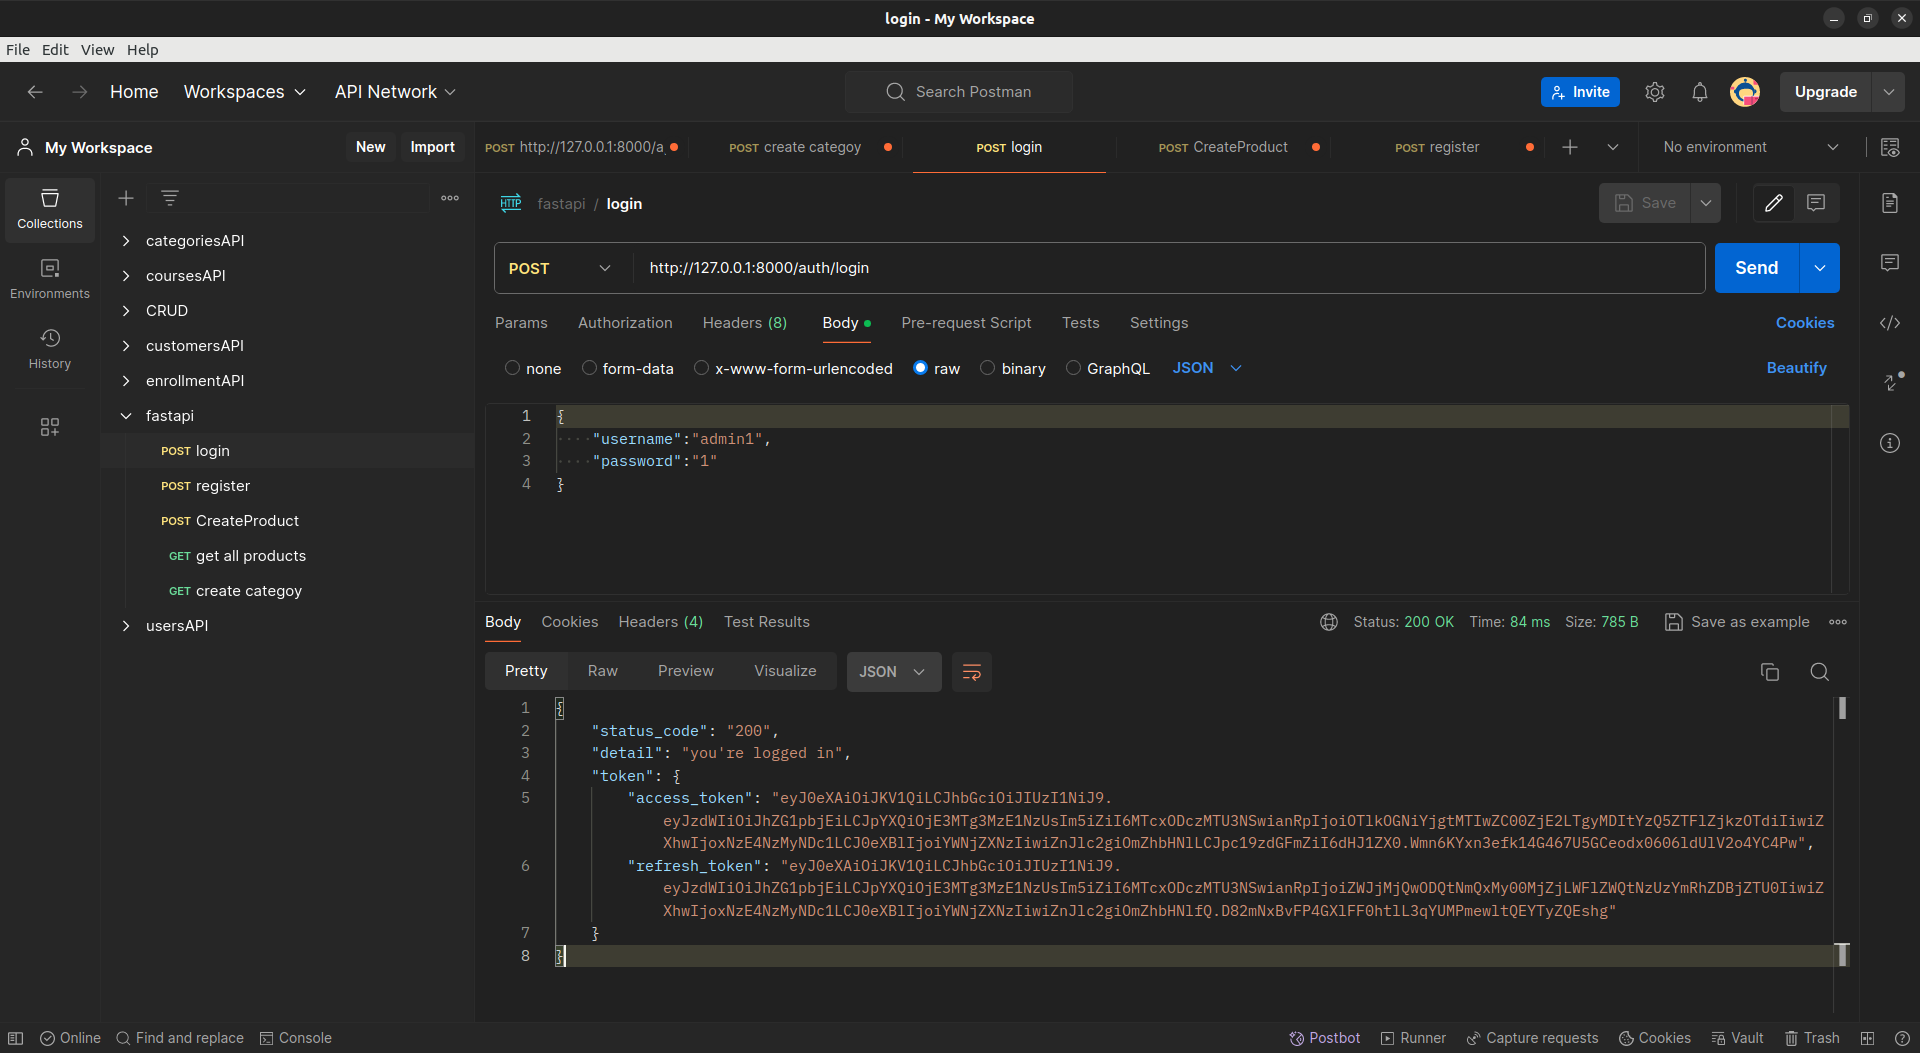 login - My Workspace
File Edit View Help
Home Workspaces API Network Search Postman Invite Upgrade
My Workspace New Import
POST http://127.0.0.1:8000/a POST create categoy POST login POST CreateProduct POST register No environment
Collections
Environments
History
categoriesAPI
coursesAPI
CRUD
customersAPI
enrollmentAPI
fastapi
POST login
POST register
POST CreateProduct
GET get all products
GET create categoy
usersAPI
HTTP fastapi / login Save
POST http://127.0.0.1:8000/auth/login Send
Params Authorization Headers (8) Body Pre-request Script Tests Settings Cookies
none form-data x-www-form-urlencoded raw binary GraphQL JSON Beautify
1 {
2 ····"username":"admin1",
3 ····"password":"1"
4 }
Body Cookies Headers (4) Test Results Status: 200 OK Time: 84 ms Size: 785 B Save as example
Pretty Raw Preview Visualize JSON
1 {
2 "status_code": "200",
3 "detail": "you're logged in",
4 "token": {
5 "access_token": "eyJ0eXAiOiJKV1QiLCJhbGciOiJIUzI1NiJ9.
eyJzdWIiOiJhZG1pbjEiLCJpYXQiOjE3MTg3MzE1NzUsIm5iZiI6MTcxODczMTU3NSwianRpIjoiOTlkOGNiYjgtMTIwZC00ZjE2LTgyMDItYzQ5ZTFlZjkzOTdiIiwiZ
XhwIjoxNzE4NzMyNDc1LCJ0eXBlIjoiYWNjZXNzIiwiZnJlc2giOmZhbHNlLCJpc19zdGFmZiI6dHJ1ZX0.Wmn6KYxn3efk14G467U5GCeodx0606ldUlV2o4YC4Pw",
6 "refresh_token": "eyJ0eXAiOiJKV1QiLCJhbGciOiJIUzI1NiJ9.
eyJzdWIiOiJhZG1pbjEiLCJpYXQiOjE3MTg3MzE1NzUsIm5iZiI6MTcxODczMTU3NSwianRpIjoiZWJjMjQwODQtNmQxMy00MjZjLWFlZWQtNzUzYmRhZDBjZTU0IiwiZ
XhwIjoxNzE4NzMyNDc1LCJ0eXBlIjoiYWNjZXNzIiwiZnJlc2giOmZhbHNlfQ.D82mNxBvFP4GXlFF0htlL3qYUMPmewltQEYTyZQEshg"
7 }
8 }
Online Find and replace Console Postbot Runner Capture requests Cookies Vault Trash